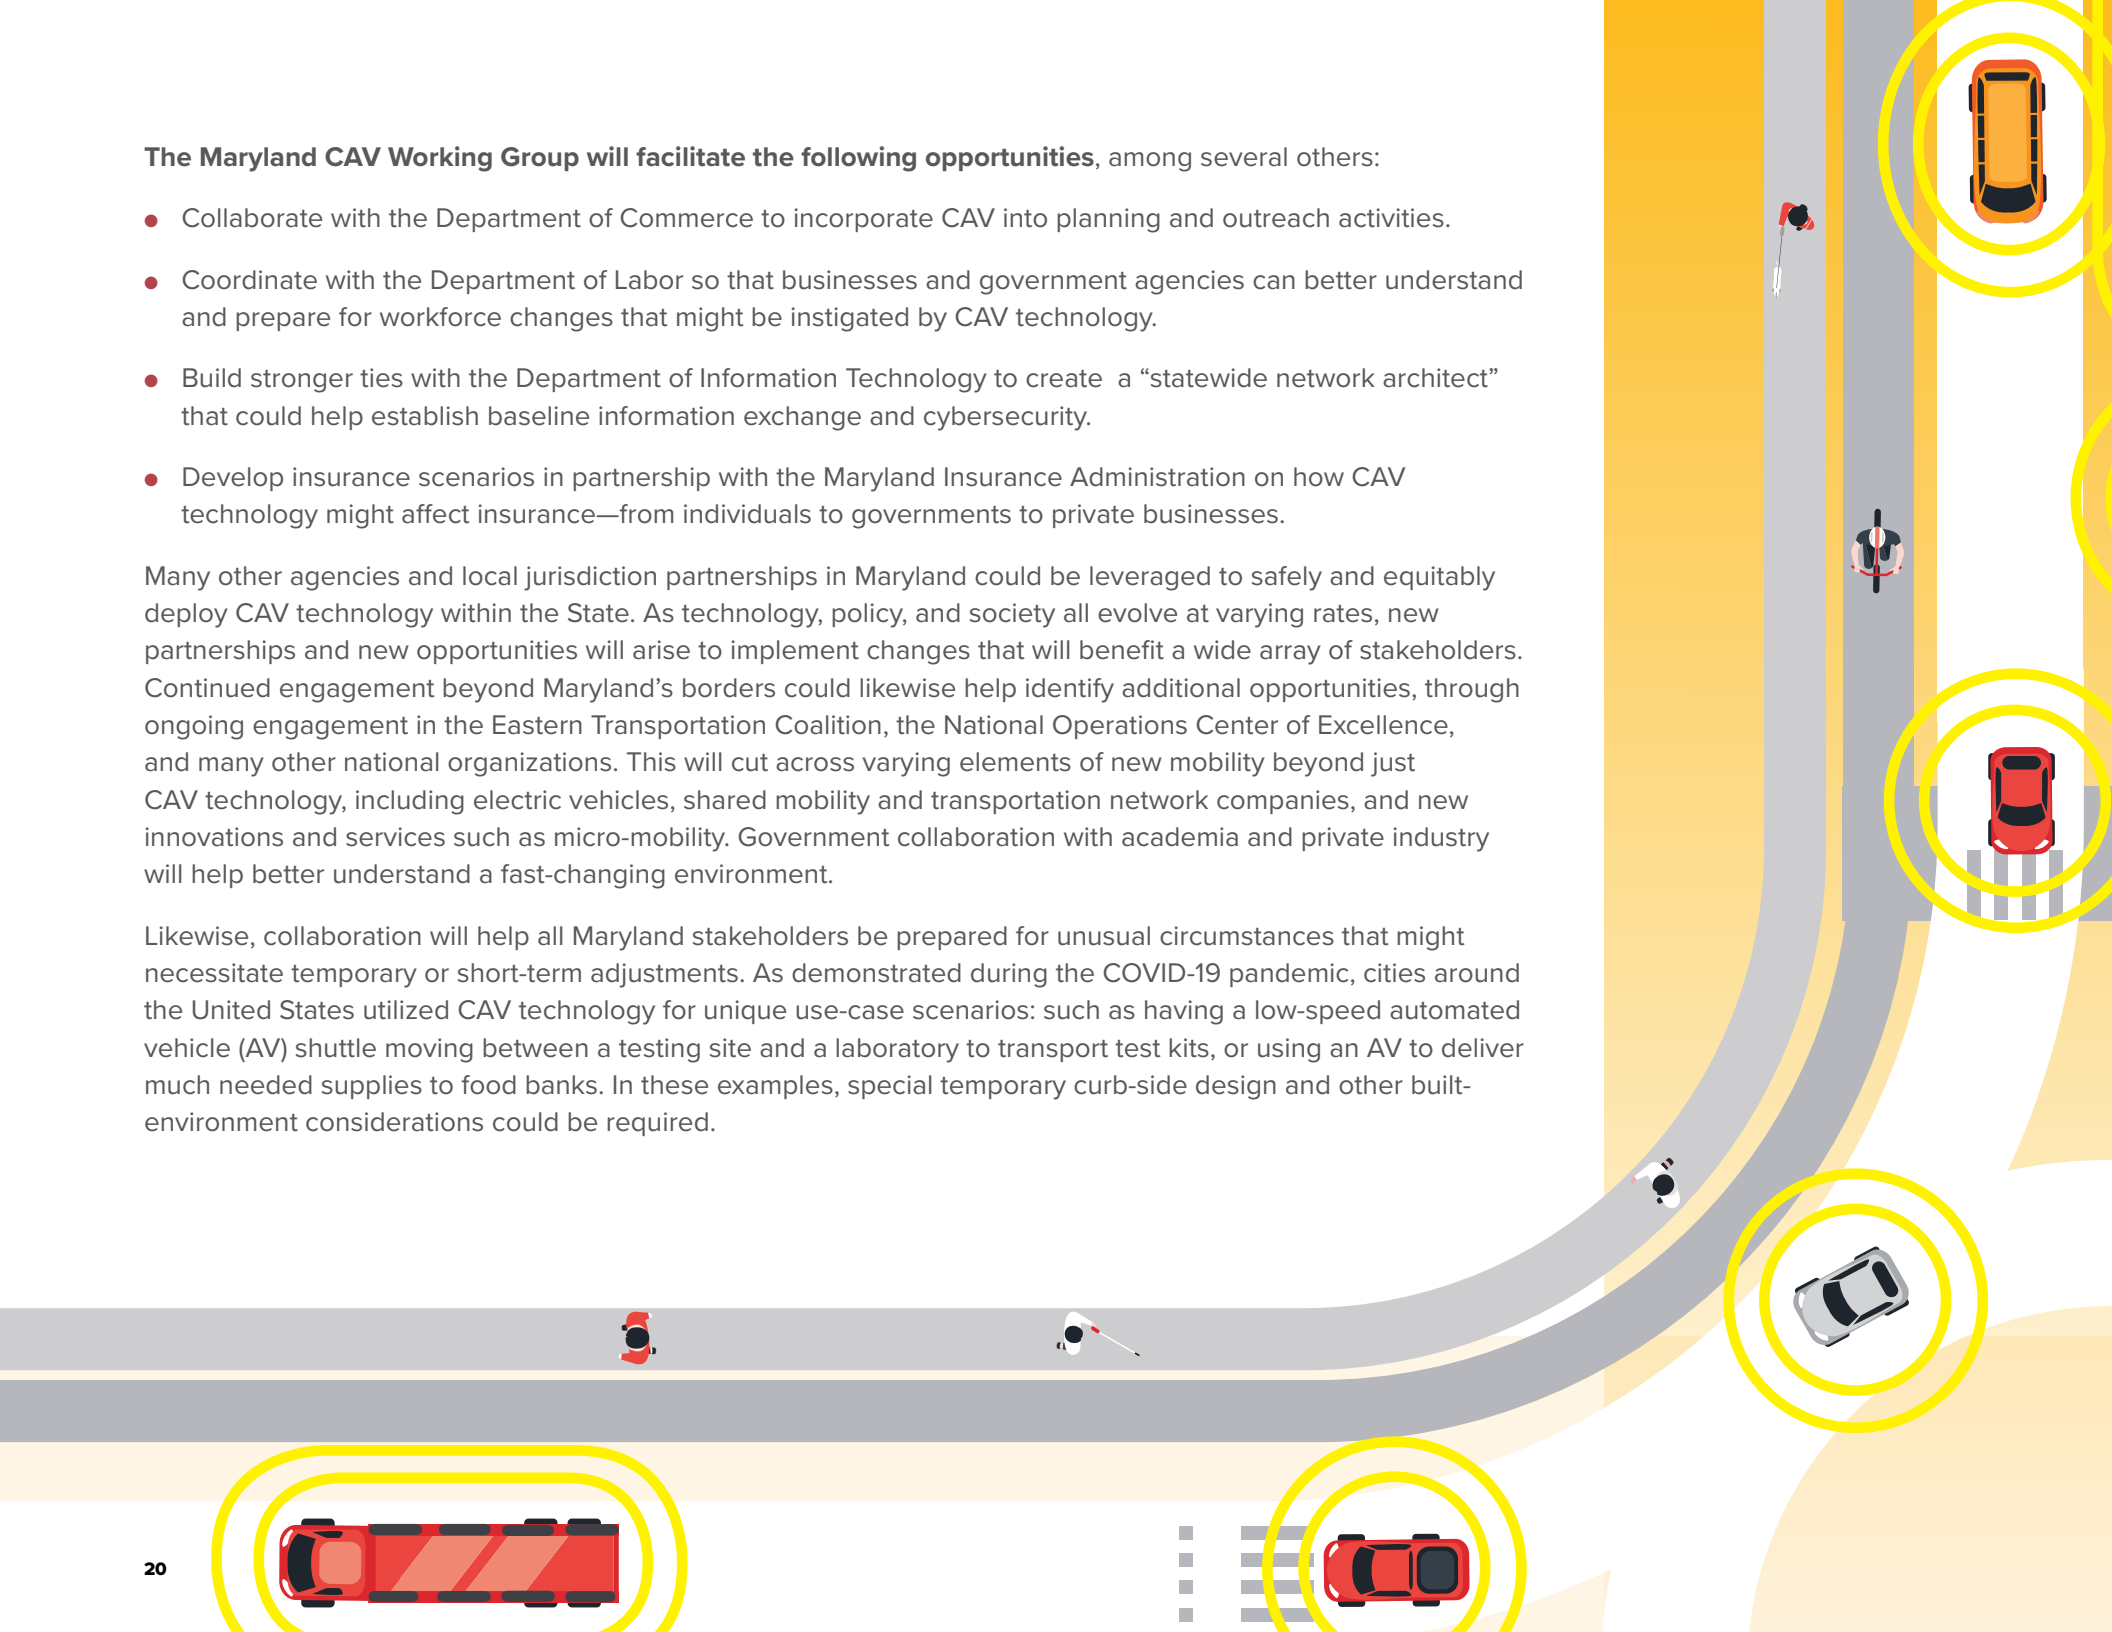 The Maryland CAV Working Group will facilitate the following opportunities, among several others:
● Collaborate with the Department of Commerce to incorporate CAV into planning and outreach activities.
● Coordinate with the Department of Labor so that businesses and government agencies can better understand
and prepare for workforce changes that might be instigated by CAV technology.
● Build stronger ties with the Department of Information Technology to create  a “statewide network architect”
that could help establish baseline information exchange and cybersecurity.
● Develop insurance scenarios in partnership with the Maryland Insurance Administration on how CAV
technology might affect insurance—from individuals to governments to private businesses.
Many other agencies and local jurisdiction partnerships in Maryland could be leveraged to safely and equitably
deploy CAV technology within the State. As technology, policy, and society all evolve at varying rates, new
partnerships and new opportunities will arise to implement changes that will benefit a wide array of stakeholders.
Continued engagement beyond Maryland’s borders could likewise help identify additional opportunities, through
ongoing engagement in the Eastern Transportation Coalition, the National Operations Center of Excellence,
and many other national organizations. This will cut across varying elements of new mobility beyond just
CAV technology, including electric vehicles, shared mobility and transportation network companies, and new
innovations and services such as micro-mobility. Government collaboration with academia and private industry
will help better understand a fast-changing environment.
Likewise, collaboration will help all Maryland stakeholders be prepared for unusual circumstances that might
necessitate temporary or short-term adjustments. As demonstrated during the COVID-19 pandemic, cities around
the United States utilized CAV technology for unique use-case scenarios: such as having a low-speed automated
vehicle (AV) shuttle moving between a testing site and a laboratory to transport test kits, or using an AV to deliver
much needed supplies to food banks. In these examples, special temporary curb-side design and other built-
environment considerations could be required.
20